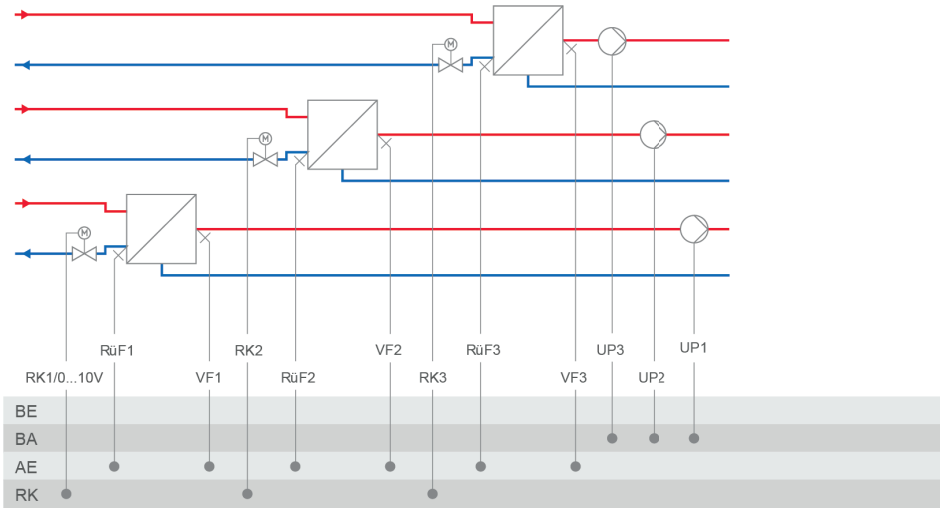 M
M
M
RüF1 RK2 VF2 RüF3 UP3 UP1
RK1/0...10V VF1 RüF2 RK3 VF3 UP2
BE
BA
AE
RK